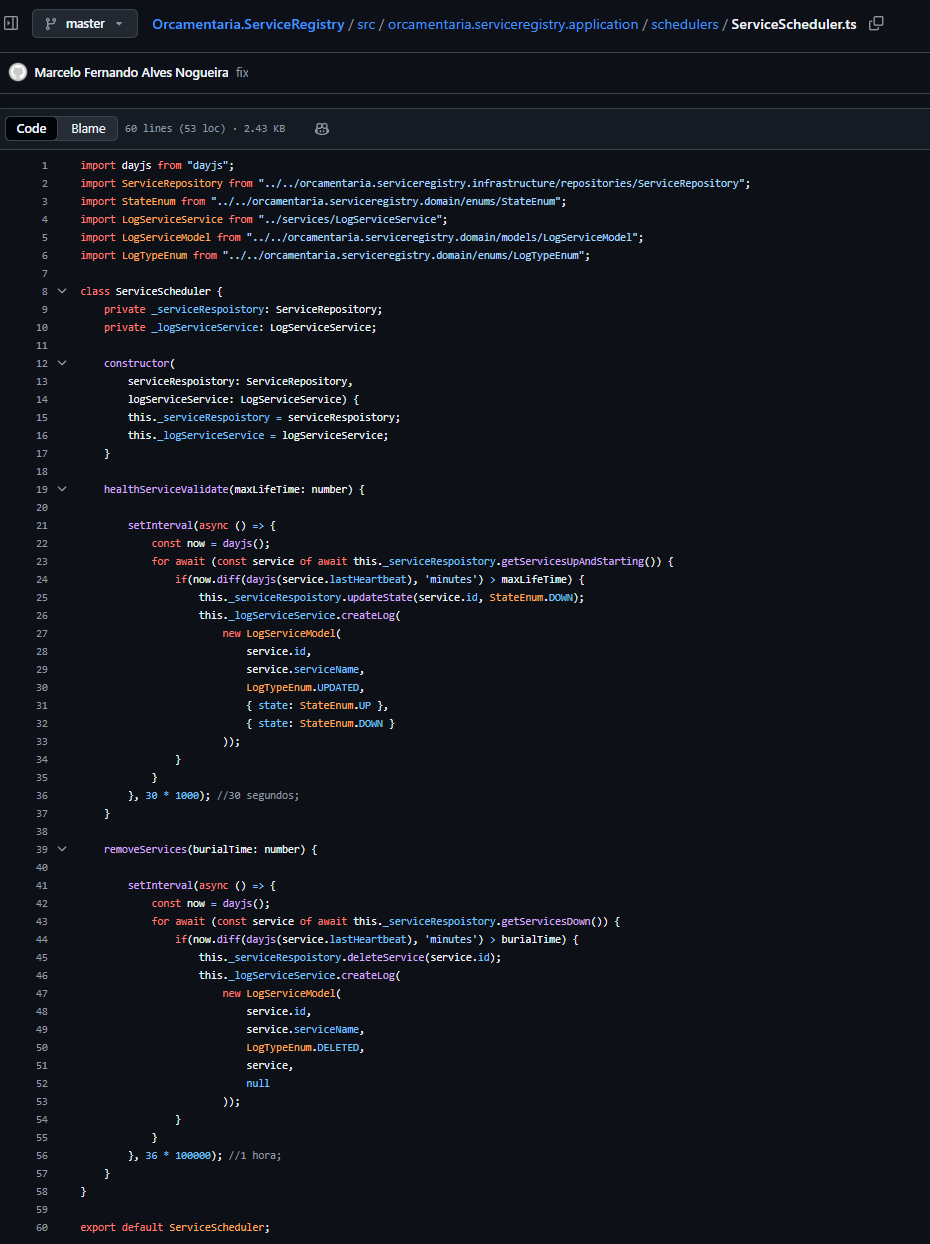 master Orcamentaria.ServiceRegistry / src / orcamentaria.serviceregistry.application / schedulers / ServiceScheduler.ts
Marcelo Fernando Alves Nogueira fix
Code Blame 60 lines (53 loc) · 2.43 KB
1 import dayjs from "dayjs";
2 import ServiceRepository from "../../orcamentaria.serviceregistry.infrastructure/repositories/ServiceRepository";
3 import StateEnum from "../../orcamentaria.serviceregistry.domain/enums/StateEnum";
4 import LogServiceService from "../services/LogServiceService";
5 import LogServiceModel from "../../orcamentaria.serviceregistry.domain/models/LogServiceModel";
6 import LogTypeEnum from "../../orcamentaria.serviceregistry.domain/enums/LogTypeEnum";
7
8 class ServiceScheduler {
9     private _serviceRespoistory: ServiceRepository;
10     private _logServiceService: LogServiceService;
11
12     constructor(
13         serviceRespoistory: ServiceRepository,
14         logServiceService: LogServiceService) {
15         this._serviceRespoistory = serviceRespoistory;
16         this._logServiceService = logServiceService;
17     }
18
19     healthServiceValidate(maxLifeTime: number) {
20
21         setInterval(async () => {
22             const now = dayjs();
23             for await (const service of await this._serviceRespoistory.getServicesUpAndStarting()) {
24                 if(now.diff(dayjs(service.lastHeartbeat), 'minutes') > maxLifeTime) {
25                     this._serviceRespoistory.updateState(service.id, StateEnum.DOWN);
26                     this._logServiceService.createLog(
27                         new LogServiceModel(
28                             service.id,
29                             service.serviceName,
30                             LogTypeEnum.UPDATED,
31                             { state: StateEnum.UP },
32                             { state: StateEnum.DOWN }
33                         ));
34                 }
35             }
36         }, 30 * 1000); //30 segundos;
37     }
38
39     removeServices(burialTime: number) {
40
41         setInterval(async () => {
42             const now = dayjs();
43             for await (const service of await this._serviceRespoistory.getServicesDown()) {
44                 if(now.diff(dayjs(service.lastHeartbeat), 'minutes') > burialTime) {
45                     this._serviceRespoistory.deleteService(service.id);
46                     this._logServiceService.createLog(
47                         new LogServiceModel(
48                             service.id,
49                             service.serviceName,
50                             LogTypeEnum.DELETED,
51                             service,
52                             null
53                         ));
54                 }
55             }
56         }, 36 * 100000); //1 hora;
57     }
58 }
59
60 export default ServiceScheduler;